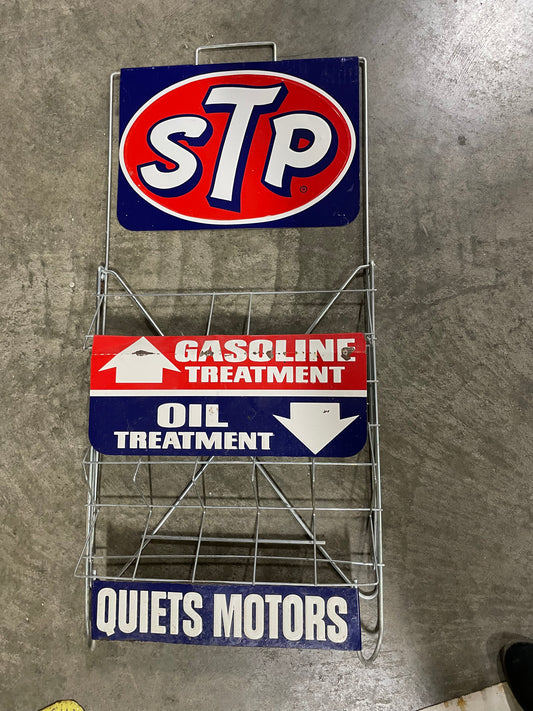 STP
GASOLINE
TREATMENT
OIL
TREATMENT
QUIETS MOTORS